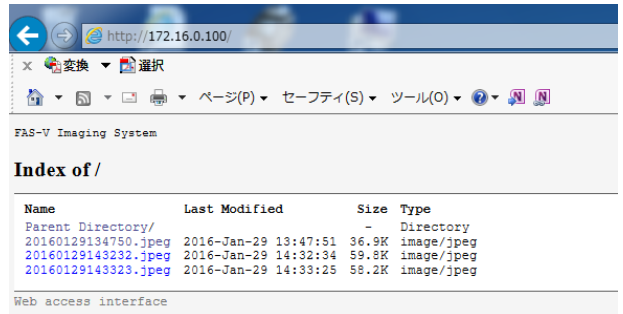 http://172.16.0.100/
x 変換 ▼ 選択
ページ(P) セーフティ(S) ツール(O)
FAS-V Imaging System
Index of /
Name Last Modified Size Type
Parent Directory/ - Directory
20160129134750.jpeg 2016-Jan-29 13:47:51 36.9K image/jpeg
20160129143232.jpeg 2016-Jan-29 14:32:34 59.8K image/jpeg
20160129143323.jpeg 2016-Jan-29 14:33:25 58.2K image/jpeg
Web access interface